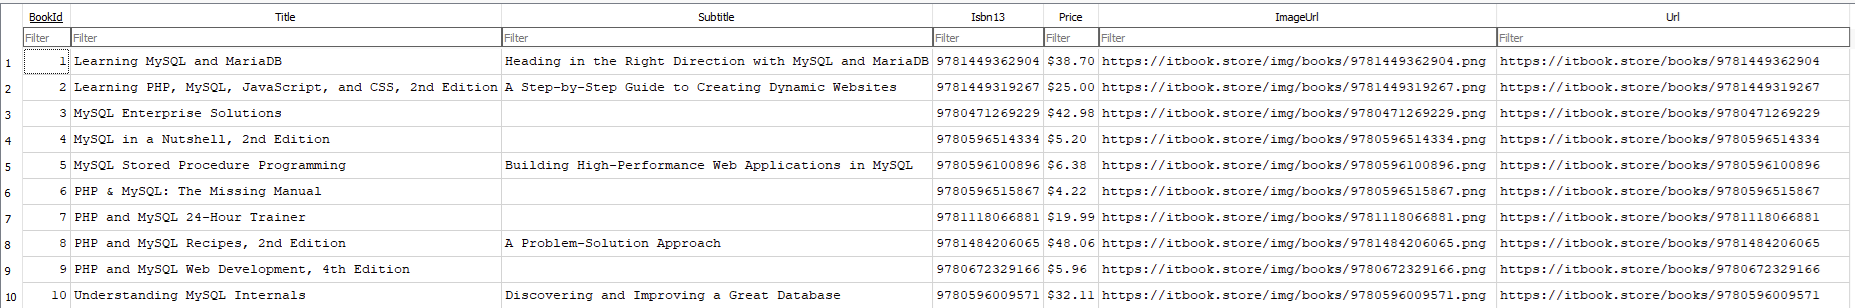 BookId Title Subtitle Isbn13 Price ImageUrl Url
Filter Filter Filter Filter Filter Filter Filter
1 1 Learning MySQL and MariaDB Heading in the Right Direction with MySQL and MariaDB 9781449362904 $38.70 https://itbook.store/img/books/9781449362904.png https://itbook.store/books/9781449362904
2 2 Learning PHP, MySQL, JavaScript, and CSS, 2nd Edition A Step-by-Step Guide to Creating Dynamic Websites 9781449319267 $25.00 https://itbook.store/img/books/9781449319267.png https://itbook.store/books/9781449319267
3 3 MySQL Enterprise Solutions 9780471269229 $42.98 https://itbook.store/img/books/9780471269229.png https://itbook.store/books/9780471269229
4 4 MySQL in a Nutshell, 2nd Edition 9780596514334 $5.20 https://itbook.store/img/books/9780596514334.png https://itbook.store/books/9780596514334
5 5 MySQL Stored Procedure Programming Building High-Performance Web Applications in MySQL 9780596100896 $6.38 https://itbook.store/img/books/9780596100896.png https://itbook.store/books/9780596100896
6 6 PHP & MySQL: The Missing Manual 9780596515867 $4.22 https://itbook.store/img/books/9780596515867.png https://itbook.store/books/9780596515867
7 7 PHP and MySQL 24-Hour Trainer 9781118066881 $19.99 https://itbook.store/img/books/9781118066881.png https://itbook.store/books/9781118066881
8 8 PHP and MySQL Recipes, 2nd Edition A Problem-Solution Approach 9781484206065 $48.06 https://itbook.store/img/books/9781484206065.png https://itbook.store/books/9781484206065
9 9 PHP and MySQL Web Development, 4th Edition 9780672329166 $5.96 https://itbook.store/img/books/9780672329166.png https://itbook.store/books/9780672329166
10 10 Understanding MySQL Internals Discovering and Improving a Great Database 9780596009571 $32.11 https://itbook.store/img/books/9780596009571.png https://itbook.store/books/9780596009571